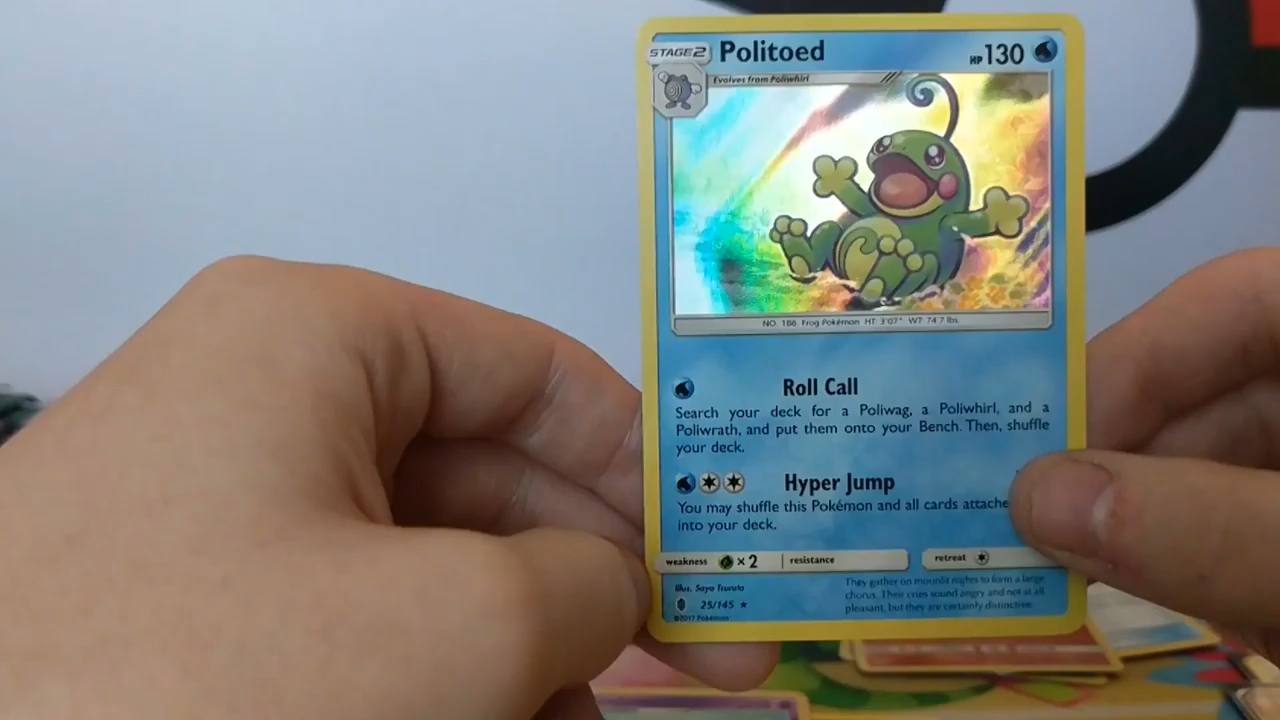 STAGE2 Politoed HP130
Evolves from Poliwhirl
NO. 186 Frog Pokémon HT: 3'07" WT: 74.7 lbs.
Roll Call
Search your deck for a Poliwag, a Poliwhirl, and a
Poliwrath, and put them onto your Bench. Then, shuffle
your deck.
Hyper Jump
You may shuffle this Pokémon and all cards attache
into your deck.
weakness ×2 resistance retreat
Illus. Sayo Tsuruta
25/145
©2017 Pokémon
They gather on moonlit nights to form a large
chorus. Their cries sound angry and not at all
pleasant, but they are certainly distinctive.